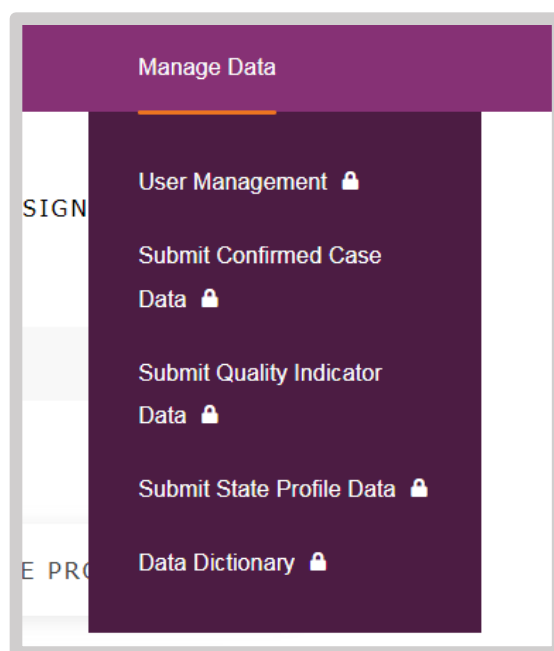 Manage Data
User Management
SIGN
Submit Confirmed Case
Data
Submit Quality Indicator
Data
Submit State Profile Data
Data Dictionary
E PRO